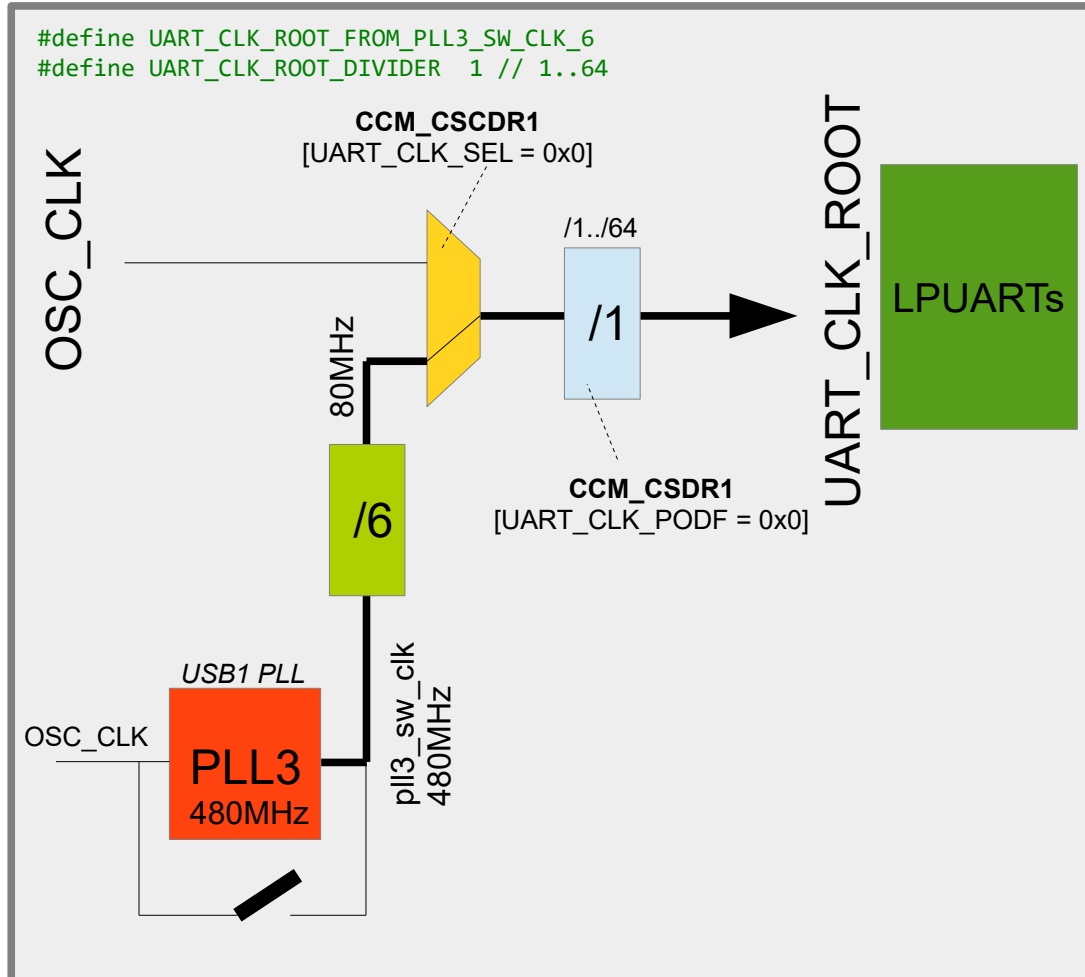 #define UART_CLK_ROOT_FROM_PLL3_SW_CLK_6
#define UART_CLK_ROOT_DIVIDER  1 // 1..64
CCM_CSCDR1
[UART_CLK_SEL = 0x0]
OSC_CLK
/1../64
/1
UART_CLK_ROOT
LPUARTs
80MHz
CCM_CSDR1
[UART_CLK_PODF = 0x0]
/6
pll3_sw_clk
480MHz
USB1 PLL
OSC_CLK
PLL3
480MHz